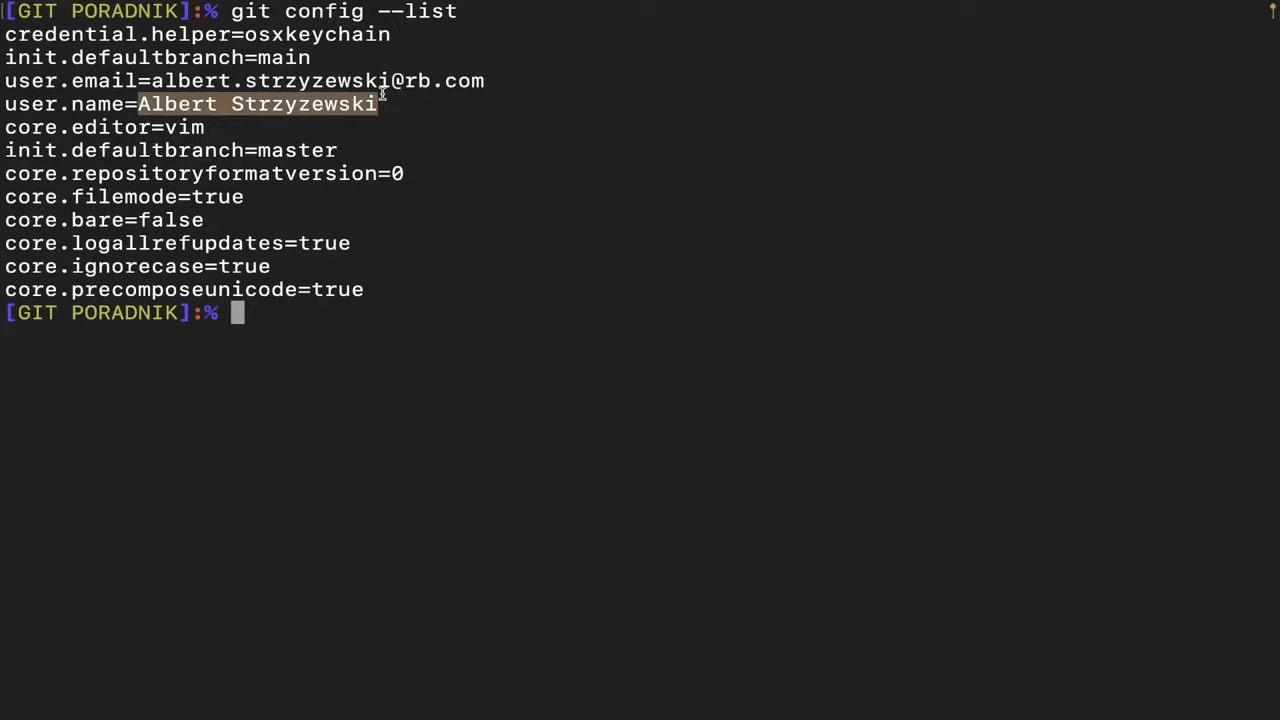 [GIT PORADNIK]:% git config --list
credential.helper=osxkeychain
init.defaultbranch=main
user.email=albert.strzyzewski@rb.com
user.name=Albert Strzyzewski
core.editor=vim
init.defaultbranch=master
core.repositoryformatversion=0
core.filemode=true
core.bare=false
core.logallrefupdates=true
core.ignorecase=true
core.precomposeunicode=true
[GIT PORADNIK]:%